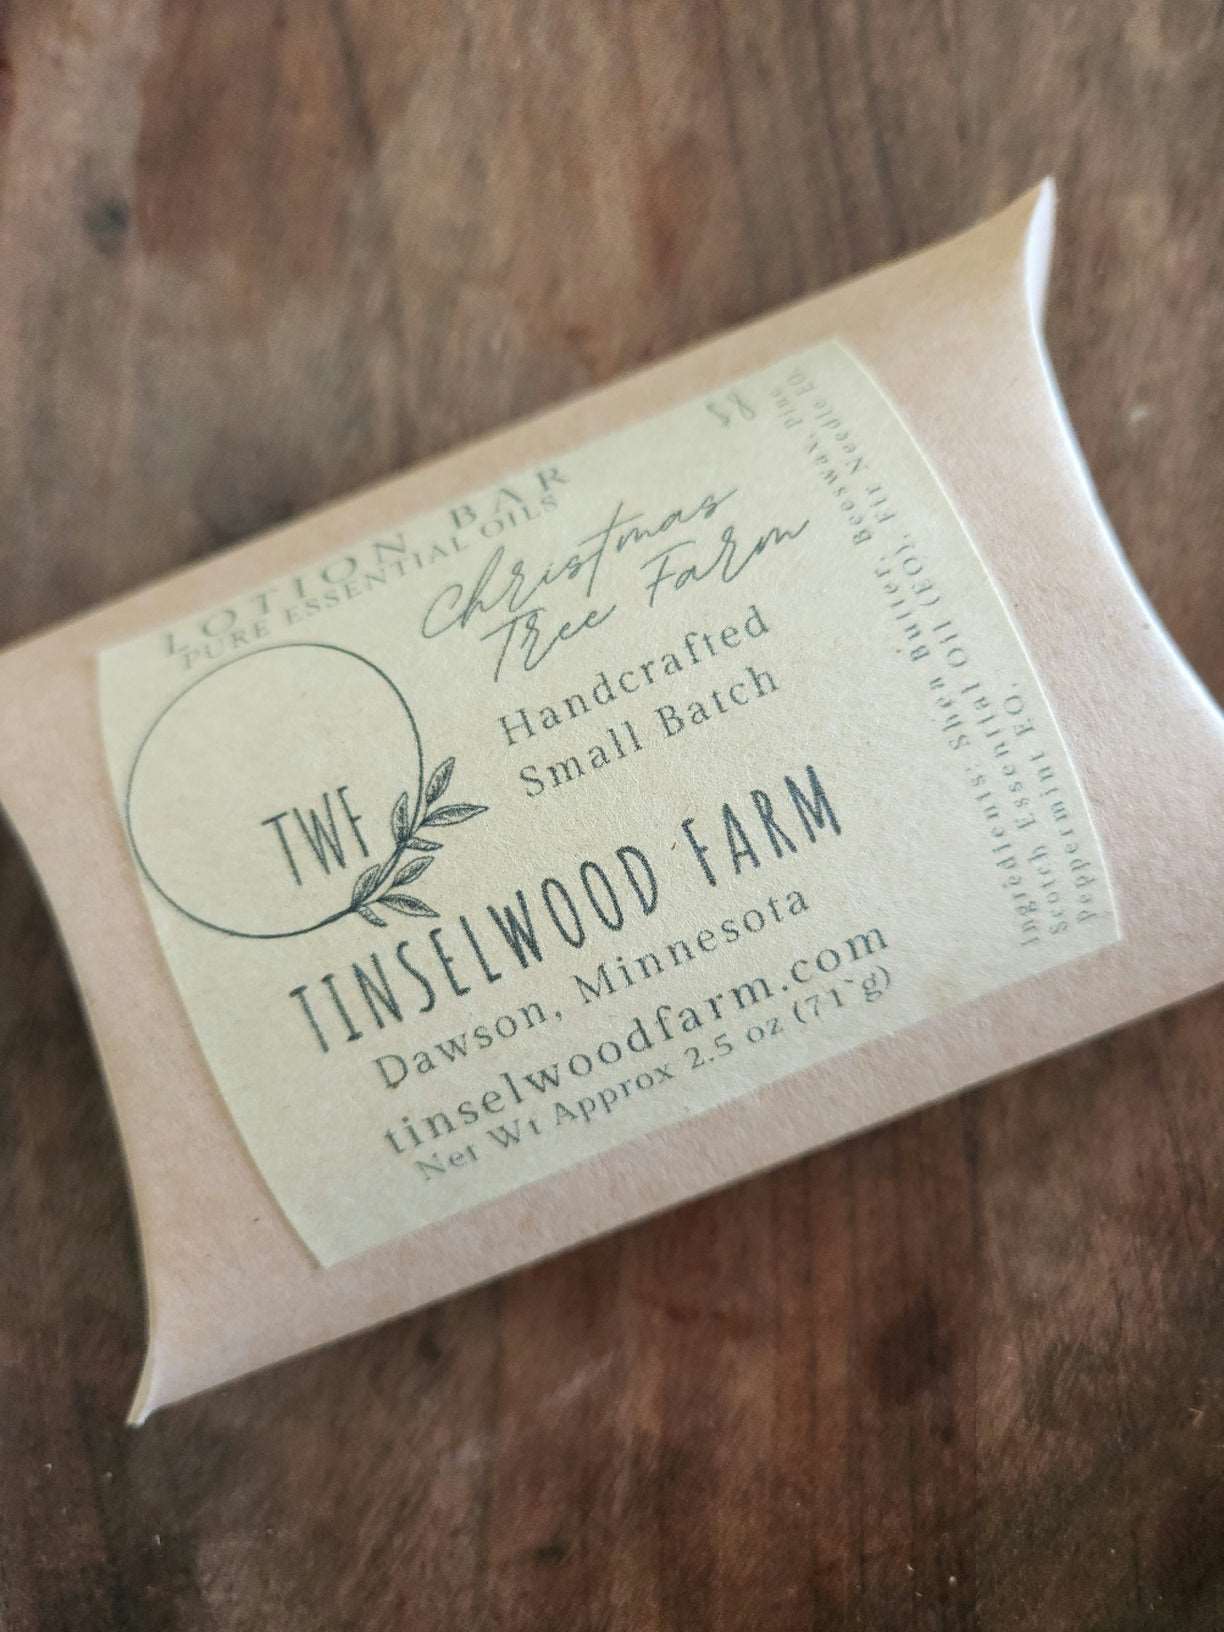 LOTION BAR
PURE ESSENTIAL OILS
$8
Christmas
Tree Farm
Handcrafted
Small Batch
TWF
TINSELWOOD FARM
Dawson, Minnesota
tinselwoodfarm.com
Net Wt Approx 2.5 oz (71`g)
Ingredients: Shea Butter, Beeswax, Pine
Scotch Esssential Oil (EO), Fir Needle EO,
Peppermint EO.